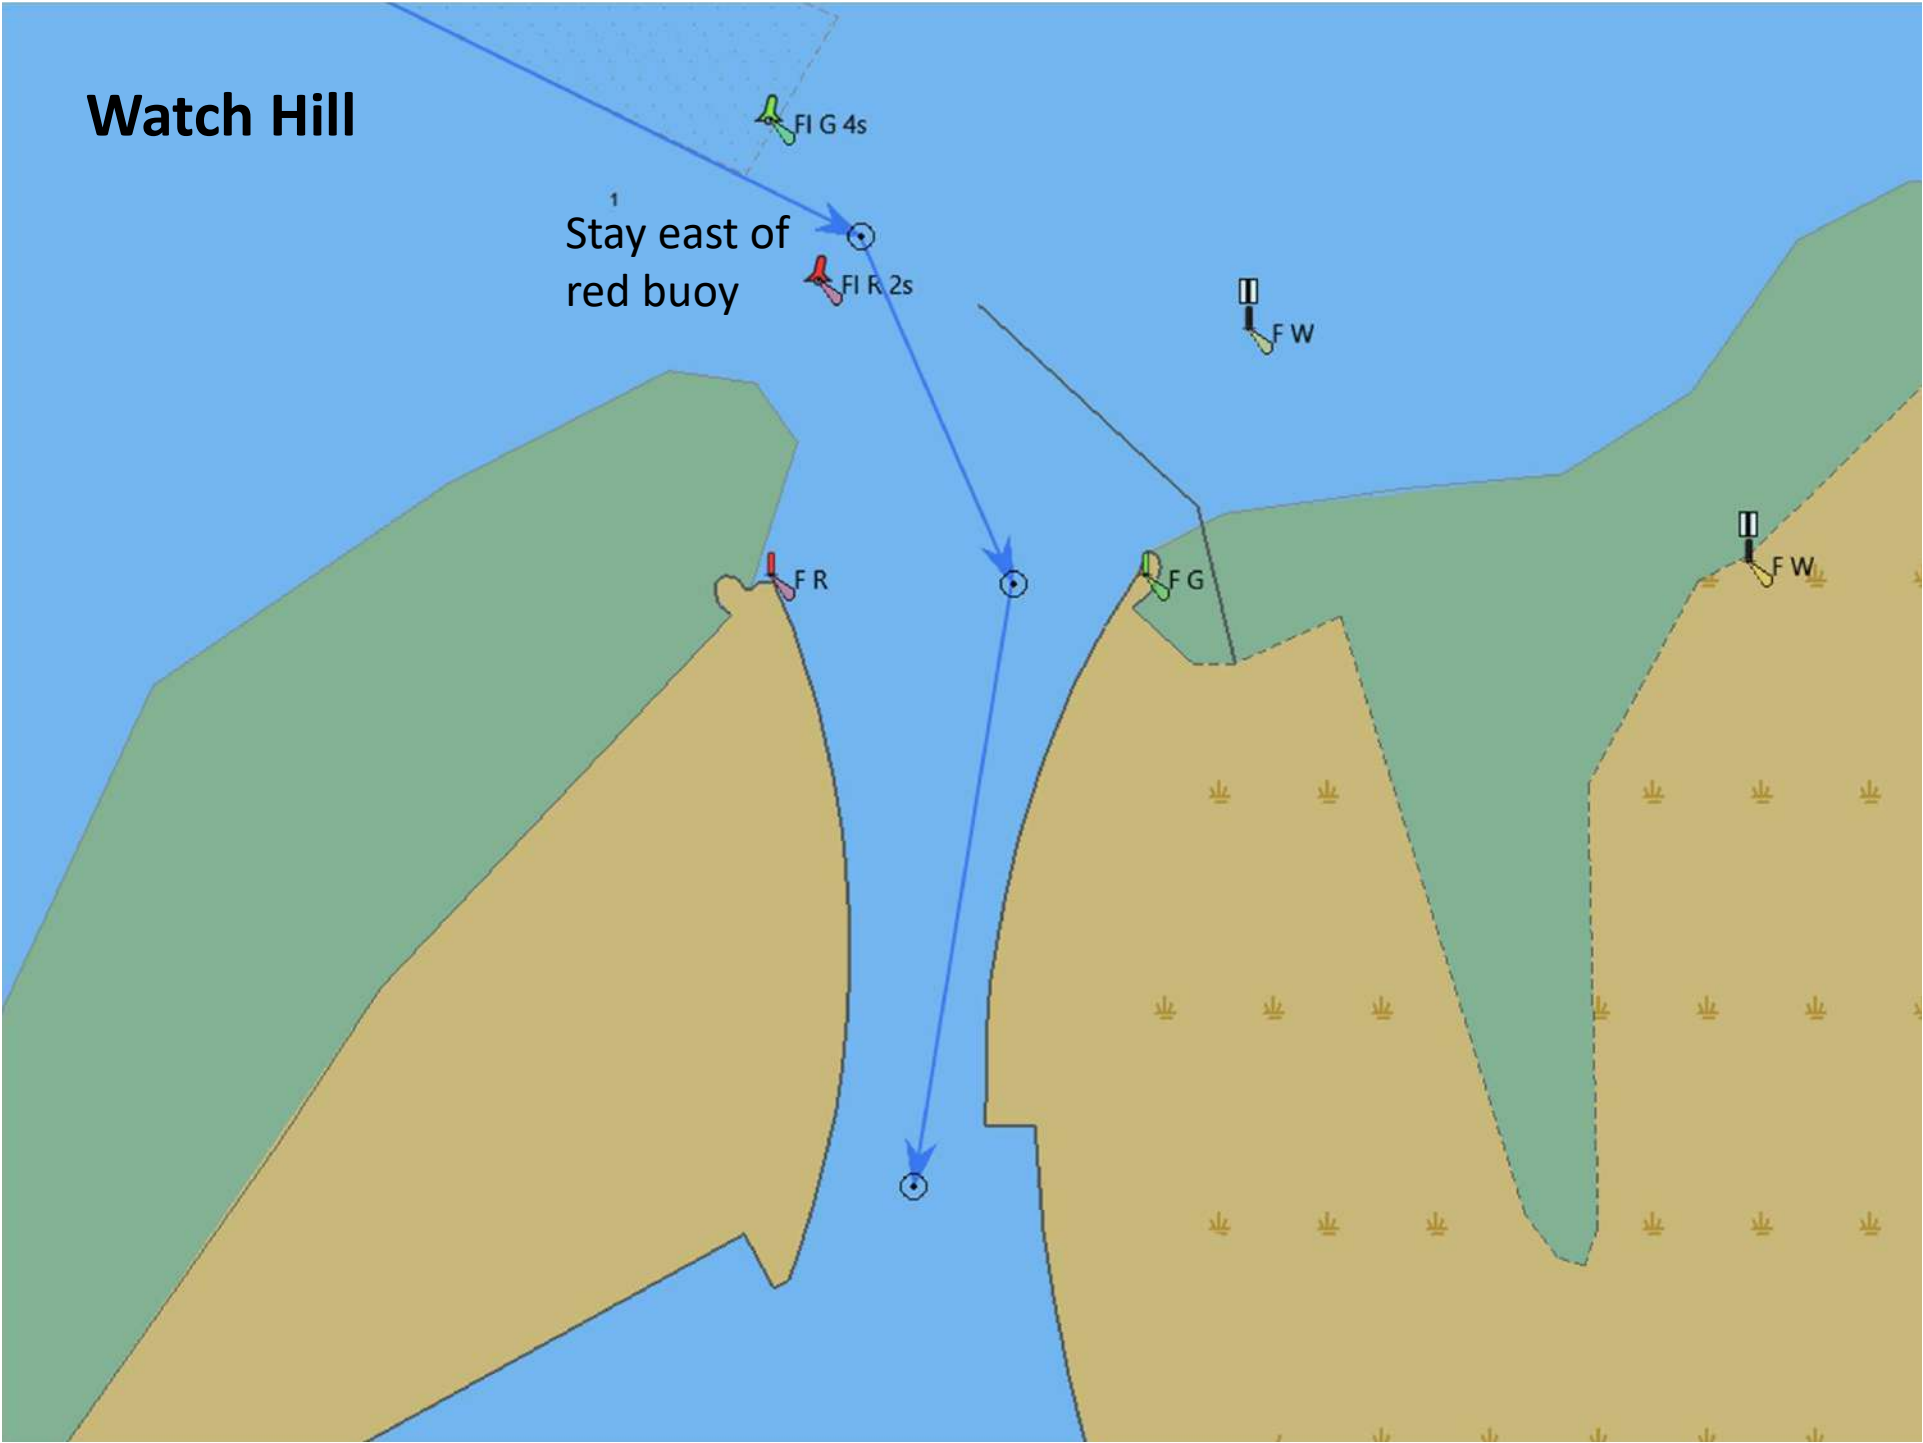 Watch Hill
Fl G 4s
1
Stay east of
red buoy
Fl R 2s
F W
F R
F G
F W